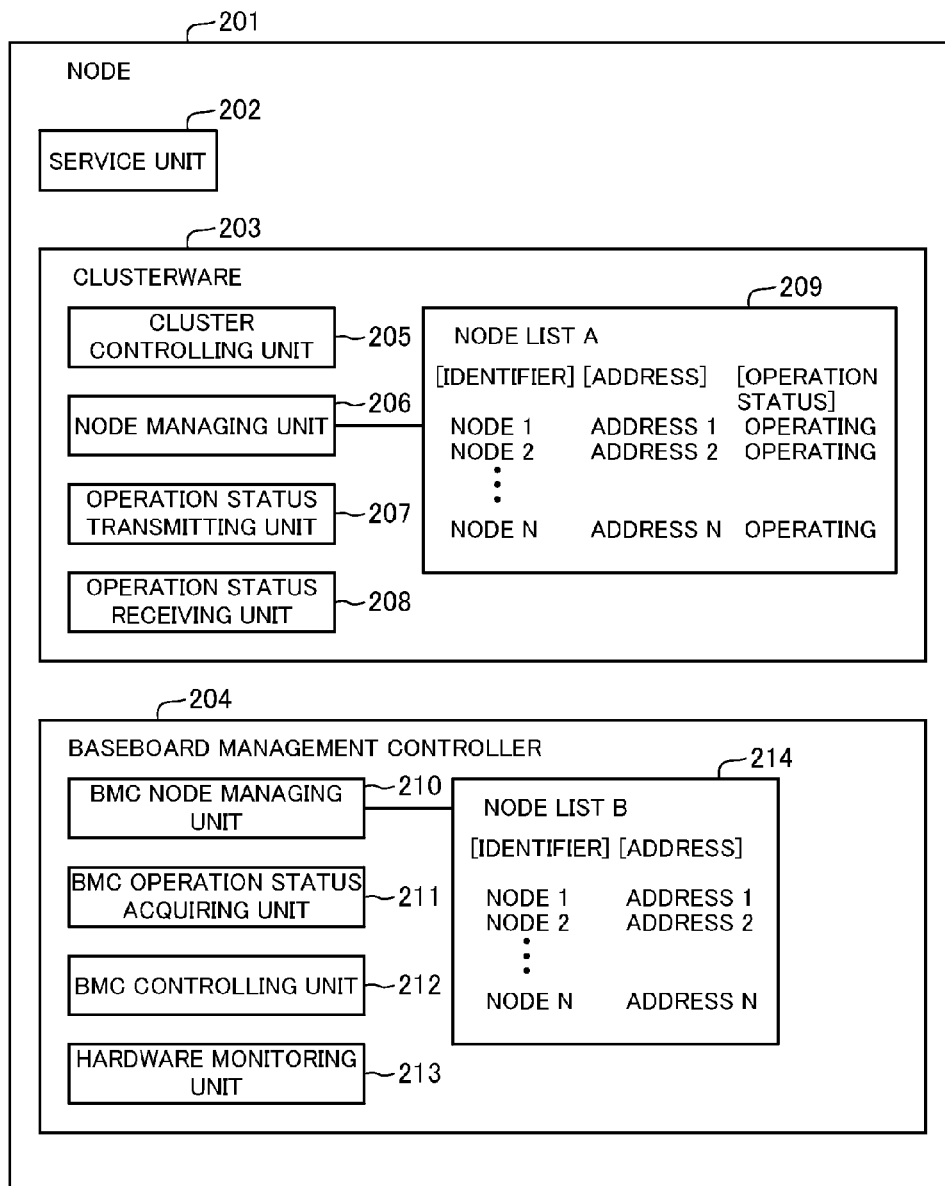 201
NODE
202
SERVICE UNIT
203
CLUSTERWARE
CLUSTER
CONTROLLING UNIT
205
NODE MANAGING UNIT
206
OPERATION STATUS
TRANSMITTING UNIT
207
OPERATION STATUS
RECEIVING UNIT
208
209
NODE LIST A
[IDENTIFIER] [ADDRESS] [OPERATION
STATUS]
NODE 1 ADDRESS 1 OPERATING
NODE 2 ADDRESS 2 OPERATING
NODE N ADDRESS N OPERATING
204
BASEBOARD MANAGEMENT CONTROLLER
BMC NODE MANAGING
UNIT
210
BMC OPERATION STATUS
ACQUIRING UNIT
211
BMC CONTROLLING UNIT
212
HARDWARE MONITORING
UNIT
213
214
NODE LIST B
[IDENTIFIER] [ADDRESS]
NODE 1 ADDRESS 1
NODE 2 ADDRESS 2
NODE N ADDRESS N